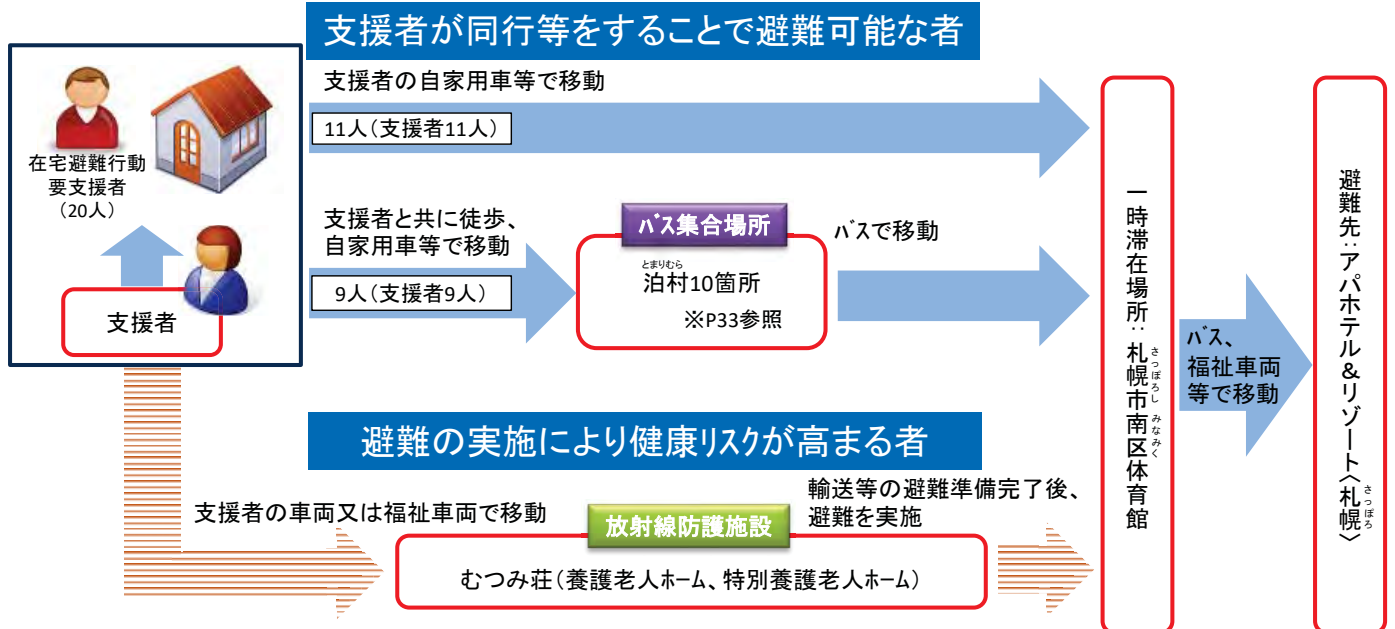 支援者が同行等をすることで避難可能な者
在宅避難行動
要支援者
（20人）
支援者
支援者の自家用車等で移動
11人（支援者11人）
支援者と共に徒歩、
自家用車等で移動
9人（支援者9人）
バス集合場所
とまりむら
泊村10箇所
※P33参照
バスで移動
避難の実施により健康リスクが高まる者
支援者の車両又は福祉車両で移動
放射線防護施設
むつみ荘（養護老人ホーム、特別養護老人ホーム）
輸送等の避難準備完了後、
避難を実施
一時滞在場所：札幌市南区体育館
さっぽろし みなみく
バス、
福祉車両
等で移動
避難先：アパホテル&リゾート〈札幌〉
さっぽろ